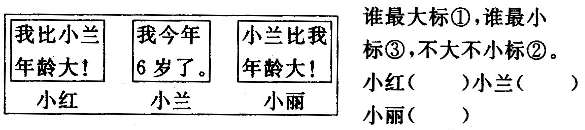 我比小兰
年龄大！
小红
我今年
6岁了。
小兰
小兰比我
年龄大！
小丽
谁最大标①，谁最小
标③，不大不小标②。
小红（　　）小兰（　　）
小丽（　　）